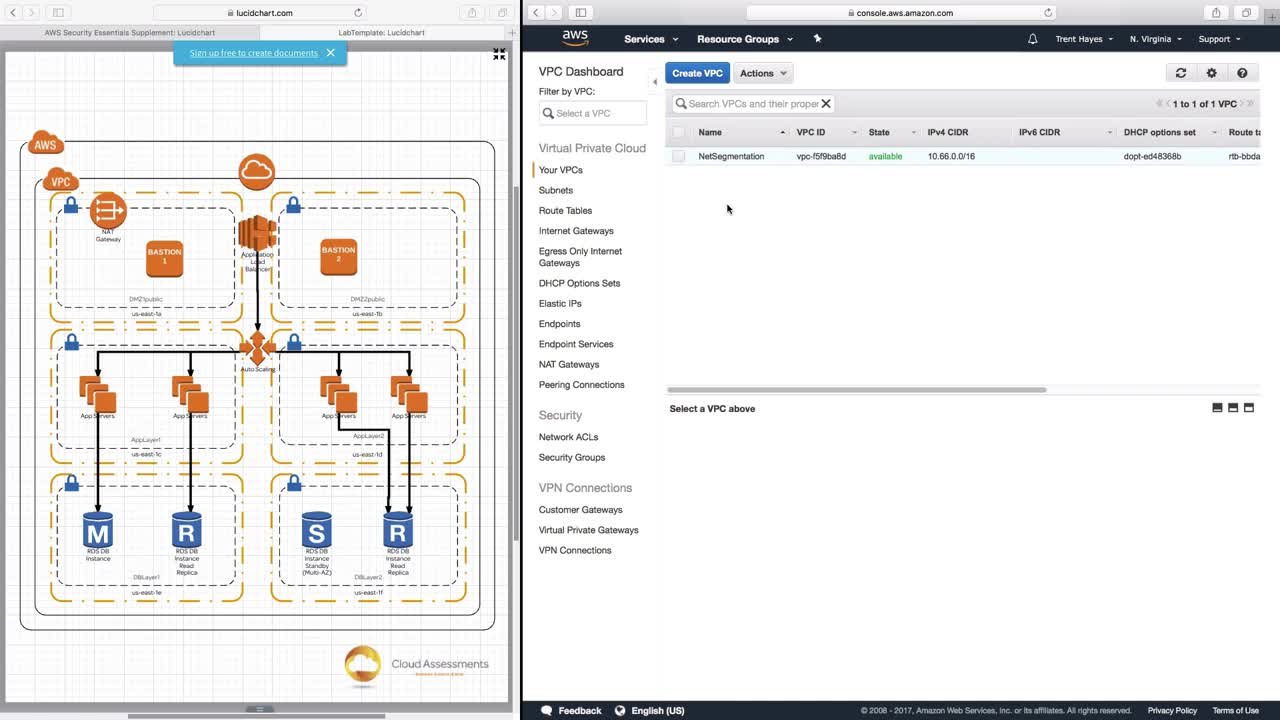 lucidchart.com
AWS Security Essentials Supplement: Lucidchart
LabTemplate: Lucidchart
Sign up free to create documents
AWS
VPC
NAT
Gateway
BASTION
1
Application
Load
Balancer
BASTION
2
DMZ1public
DMZ2public
us-east-1a
us-east-1b
Auto Scaling
App Servers
App Servers
App Servers
App Servers
AppLayer1
AppLayer2
us-east-1c
us-east-1d
M
R
S
R
RDS DB
Instance
RDS DB
Instance
Read
Replica
RDS DB
Instance
Standby
(Multi-AZ)
RDS DB
Instance
Read
Replica
DBLayer1
DBLayer2
us-east-1e
us-east-1f
Cloud Assessments
console.aws.amazon.com
aws
Services
Resource Groups
Trent Hayes
N. Virginia
Support
VPC Dashboard
Filter by VPC:
Select a VPC
Virtual Private Cloud
Your VPCs
Subnets
Route Tables
Internet Gateways
Egress Only Internet
Gateways
DHCP Options Sets
Elastic IPs
Endpoints
Endpoint Services
NAT Gateways
Peering Connections
Security
Network ACLs
Security Groups
VPN Connections
Customer Gateways
Virtual Private Gateways
VPN Connections
Create VPC
Actions
Search VPCs and their proper
1 to 1 of 1 VPC
Name VPC ID State IPv4 CIDR IPv6 CIDR DHCP options set Route ta
NetSegmentation vpc-f5f9ba8d available 10.66.0.0/16 dopt-ed48368b rtb-bbda
Select a VPC above
Feedback
English (US)
© 2008 - 2017, Amazon Web Services, Inc. or its affiliates. All rights reserved.
Privacy Policy
Terms of Use